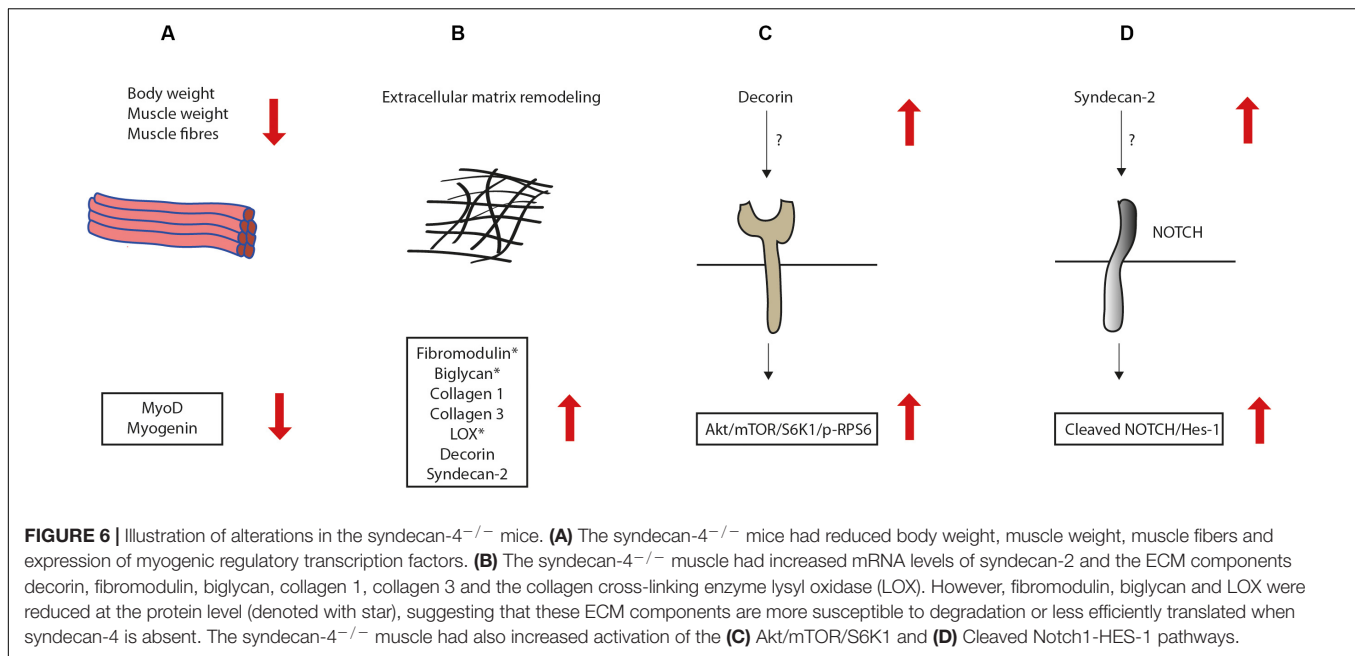 A
B
C
D
Body weight
Muscle weight
Muscle fibres
Extracellular matrix remodeling
Decorin
?
Syndecan-2
?
NOTCH
MyoD
Myogenin
Fibromodulin*
Biglycan*
Collagen 1
Collagen 3
LOX*
Decorin
Syndecan-2
Akt/mTOR/S6K1/p-RPS6
Cleaved NOTCH/Hes-1
FIGURE 6 | Illustration of alterations in the syndecan-4−/− mice. (A) The syndecan-4−/− mice had reduced body weight, muscle weight, muscle fibers and
expression of myogenic regulatory transcription factors. (B) The syndecan-4−/− muscle had increased mRNA levels of syndecan-2 and the ECM components
decorin, fibromodulin, biglycan, collagen 1, collagen 3 and the collagen cross-linking enzyme lysyl oxidase (LOX). However, fibromodulin, biglycan and LOX were
reduced at the protein level (denoted with star), suggesting that these ECM components are more susceptible to degradation or less efficiently translated when
syndecan-4 is absent. The syndecan-4−/− muscle had also increased activation of the (C) Akt/mTOR/S6K1 and (D) Cleaved Notch1-HES-1 pathways.